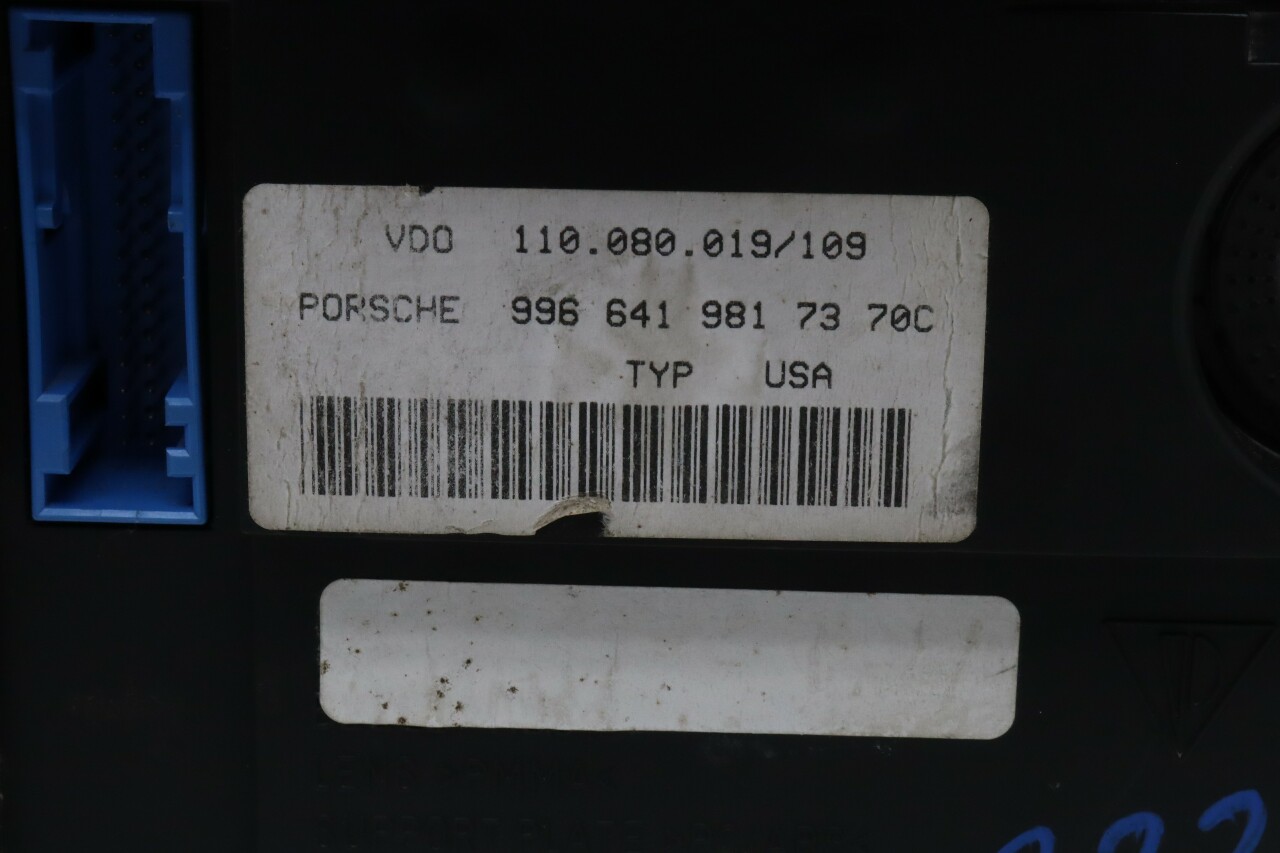 VDO 110.080.019/109
PORSCHE 996 641 981 73 70C
TYP USA